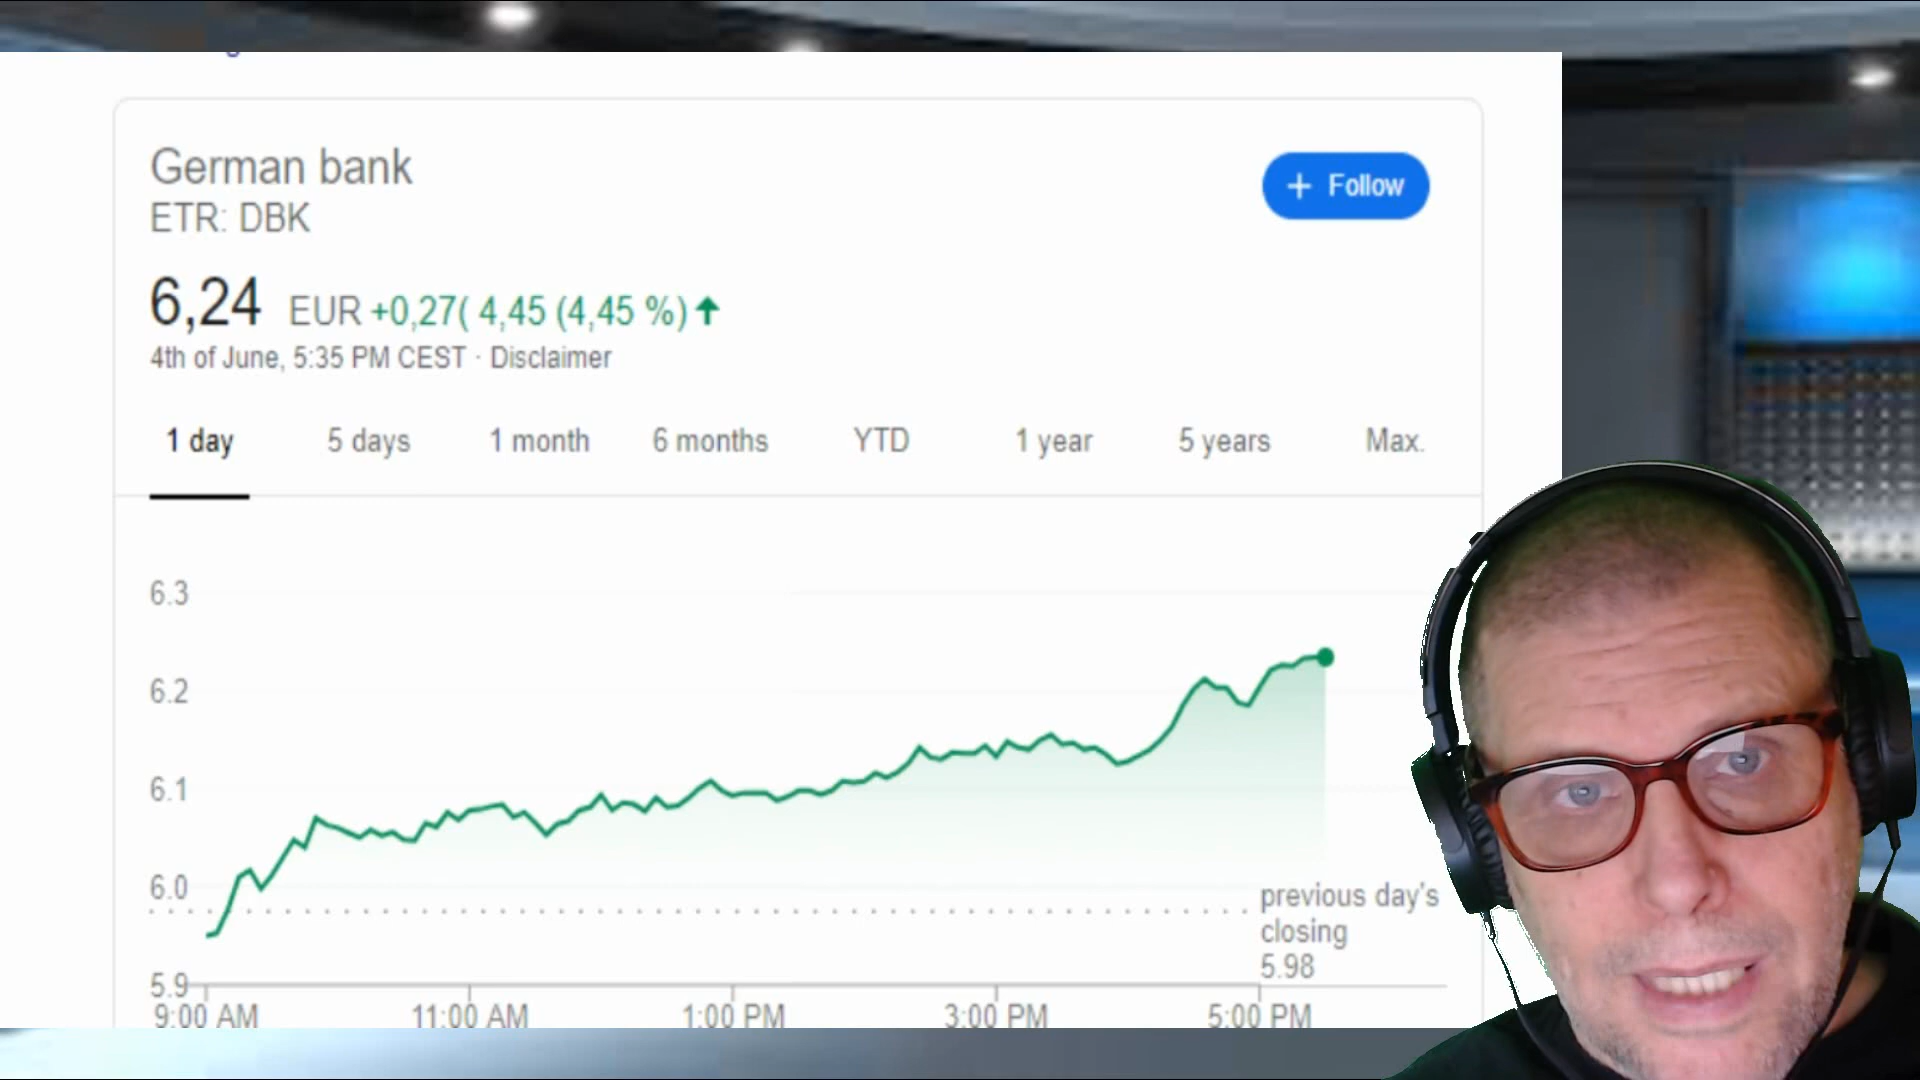 German bank
ETR: DBK
+ Follow
6,24 EUR +0,27( 4,45 (4,45 %)
4th of June, 5:35 PM CEST · Disclaimer
1 day 5 days 1 month 6 months YTD 1 year 5 years Max.
6.3
6.2
6.1
6.0
previous day's
closing
5.98
5.9
9:00 AM 11:00 AM 1:00 PM 3:00 PM 5:00 PM